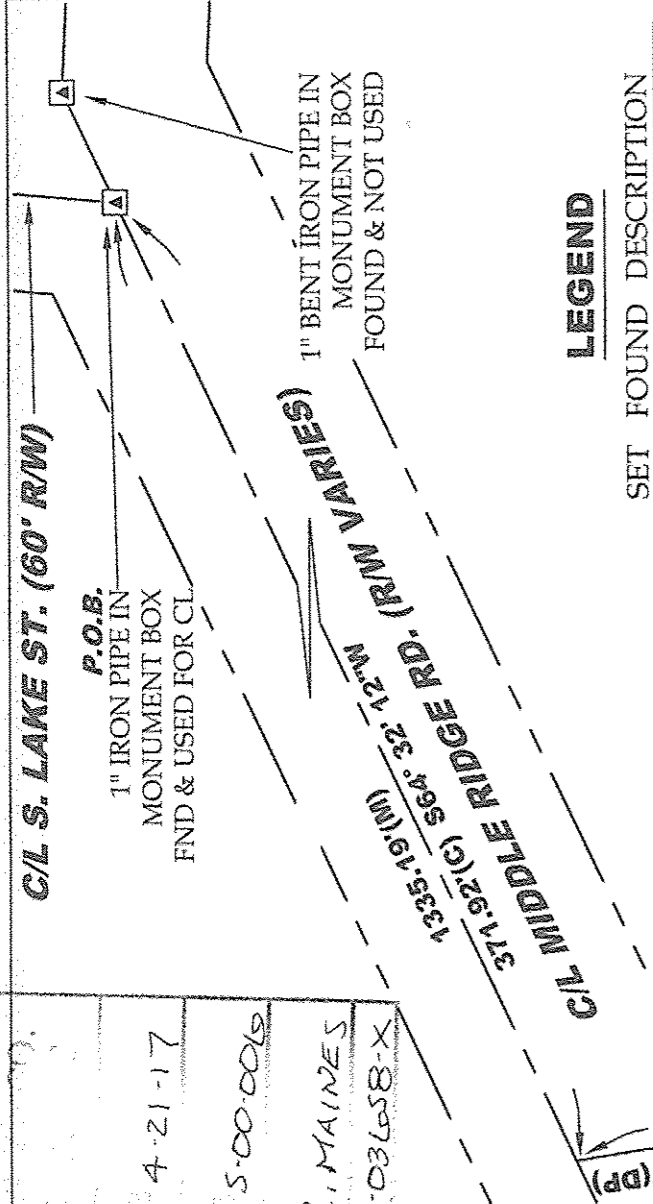 C/L S. LAKE ST. (60' R/W)
P.O.B.
1" IRON PIPE IN
MONUMENT BOX
FND & USED FOR CL
1" BENT IRON PIPE IN
MONUMENT BOX
FOUND & NOT USED
1335.19'(M)
371.92'(C) S64° 32' 12"W
C/L MIDDLE RIDGE RD. (R/W VARIES)
(DP)
LEGEND
SET FOUND DESCRIPTION
4-21-17
5-00-006
MAINES